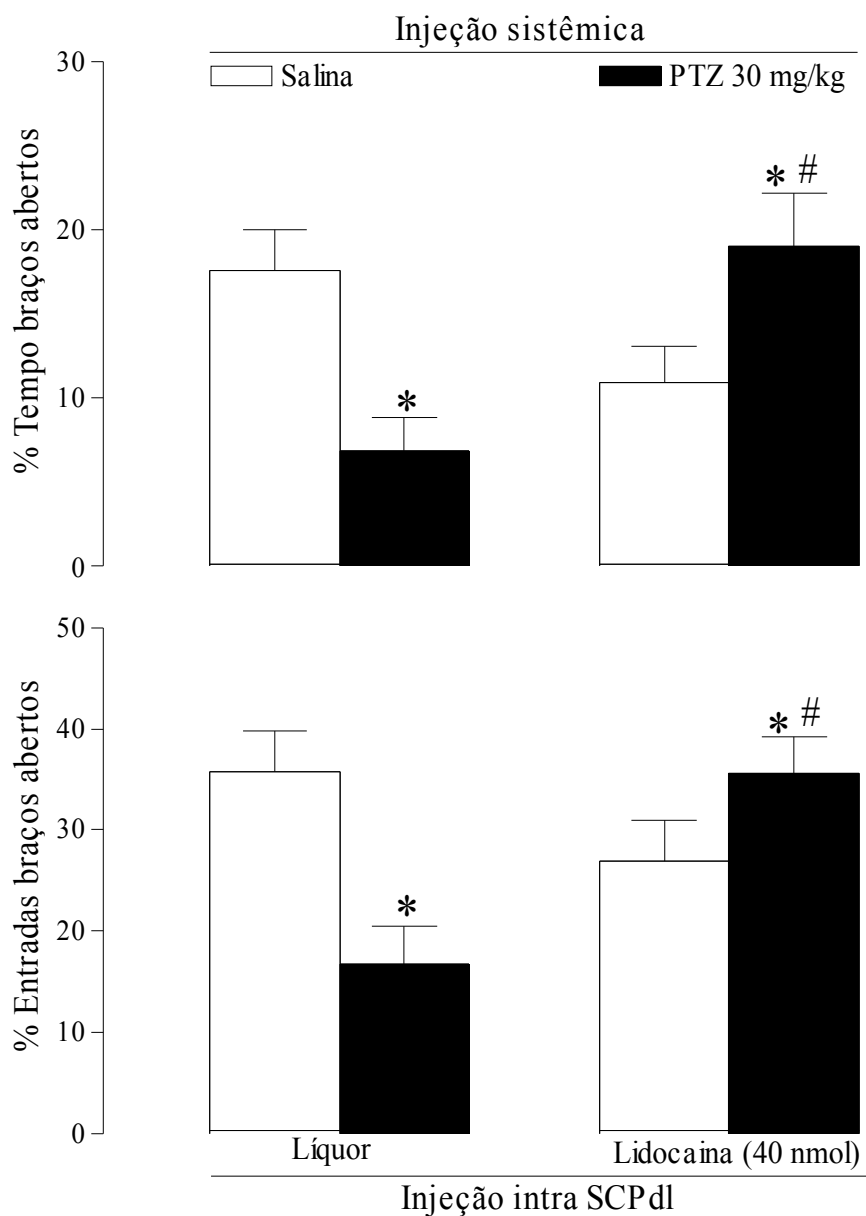 Injeção sistêmica
Salina
PTZ 30 mg/kg
% Tempo braços abertos
30
20
10
0
*
* #
% Entradas braços abertos
50
40
30
20
10
0
*
* #
Líquor
Lidocaina (40 nmol)
Injeção intra SCPdl